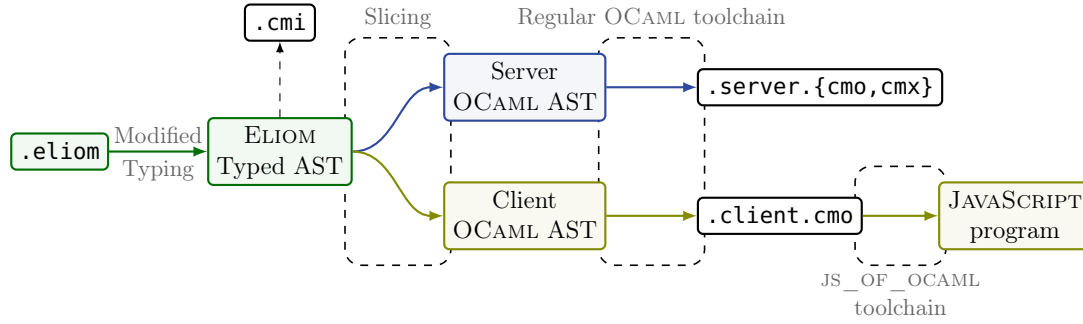 .cmi
Slicing
Regular OCAML toolchain
.eliom
Modified
Typing
ELIOM
Typed AST
Server
OCAML AST
.server.{cmo,cmx}
Client
OCAML AST
.client.cmo
JAVASCRIPT
program
JS_OF_OCAML
toolchain